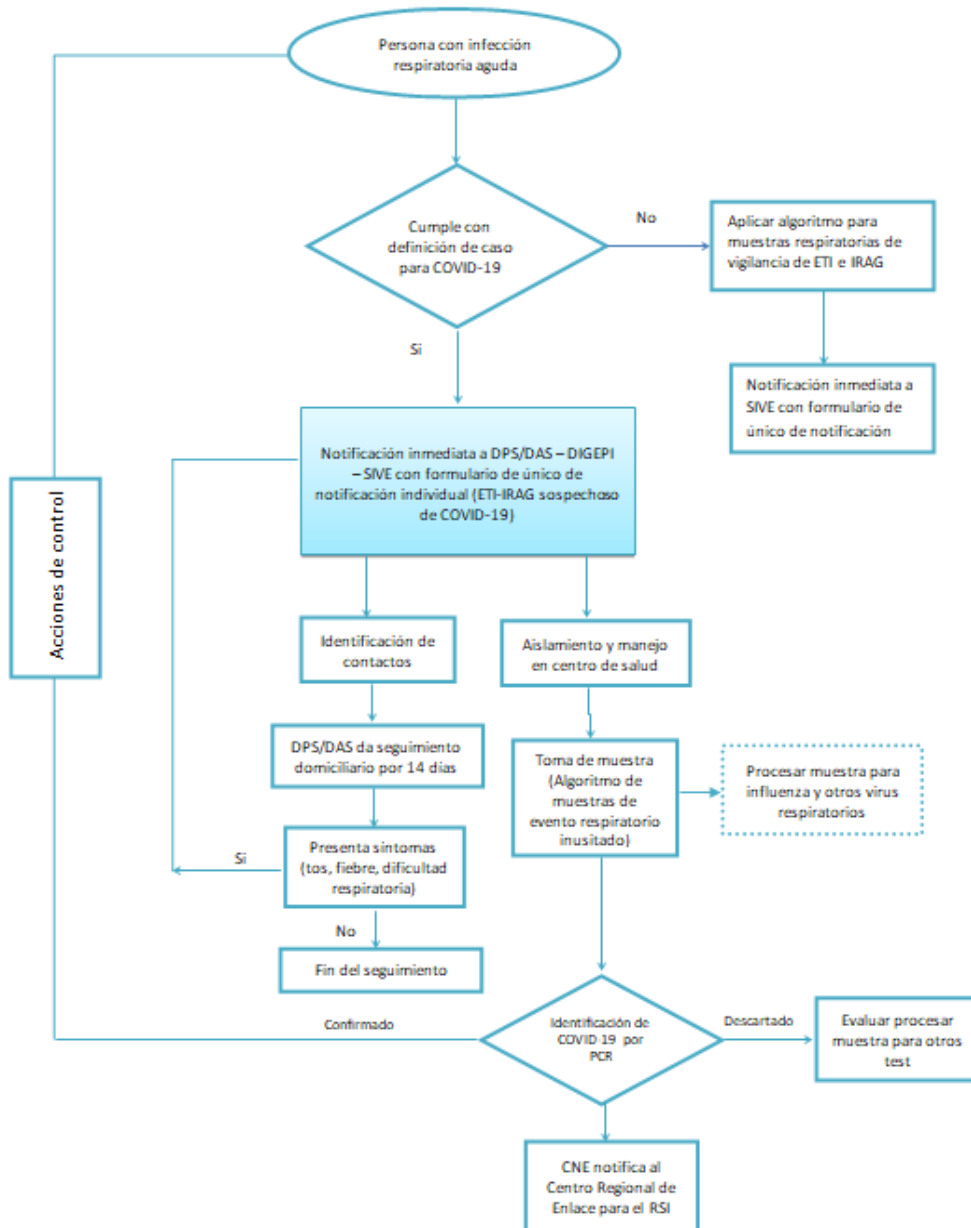 Persona con infección
respiratoria aguda
Cumple con
definición de caso
para COVID-19
No
Aplicar algoritmo para
muestras respiratorias de
vigilancia de ETI e IRAG
Notificación inmediata a
SIVE con formulario de
único de notificación
Si
Notificación inmediata a DPS/DAS – DIGEPI
– SIVE con formulario de único de
notificación individual (ETI-IRAG sospechoso
de COVID-19)
Acciones de control
Identificación de
contactos
Aislamiento y manejo
en centro de salud
DPS/DAS da seguimiento
domiciliario por 14 días
Toma de muestra
(Algoritmo de
muestras de
evento respiratorio
inusitado)
Procesar muestra para
influenza y otros virus
respiratorios
Si
Presenta síntomas
(tos, fiebre, dificultad
respiratoria)
No
Fin del seguimiento
Confirmado
Identificación de
COVID-19 por
PCR
Descartado
Evaluar procesar
muestra para otros
test
CNE notifica al
Centro Regional de
Enlace para el RSI